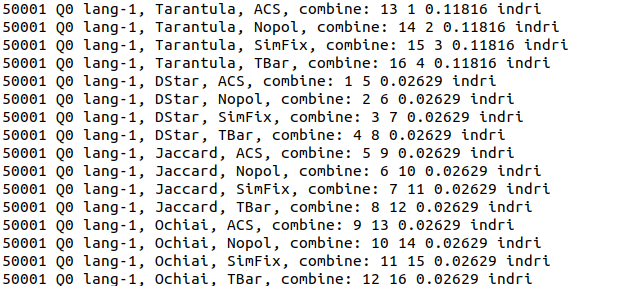 50001 Q0 lang-1, Tarantula, ACS, combine: 13 1 0.11816 indri
50001 Q0 lang-1, Tarantula, Nopol, combine: 14 2 0.11816 indri
50001 Q0 lang-1, Tarantula, SimFix, combine: 15 3 0.11816 indri
50001 Q0 lang-1, Tarantula, TBar, combine: 16 4 0.11816 indri
50001 Q0 lang-1, DStar, ACS, combine: 1 5 0.02629 indri
50001 Q0 lang-1, DStar, Nopol, combine: 2 6 0.02629 indri
50001 Q0 lang-1, DStar, SimFix, combine: 3 7 0.02629 indri
50001 Q0 lang-1, DStar, TBar, combine: 4 8 0.02629 indri
50001 Q0 lang-1, Jaccard, ACS, combine: 5 9 0.02629 indri
50001 Q0 lang-1, Jaccard, Nopol, combine: 6 10 0.02629 indri
50001 Q0 lang-1, Jaccard, SimFix, combine: 7 11 0.02629 indri
50001 Q0 lang-1, Jaccard, TBar, combine: 8 12 0.02629 indri
50001 Q0 lang-1, Ochiai, ACS, combine: 9 13 0.02629 indri
50001 Q0 lang-1, Ochiai, Nopol, combine: 10 14 0.02629 indri
50001 Q0 lang-1, Ochiai, SimFix, combine: 11 15 0.02629 indri
50001 Q0 lang-1, Ochiai, TBar, combine: 12 16 0.02629 indri